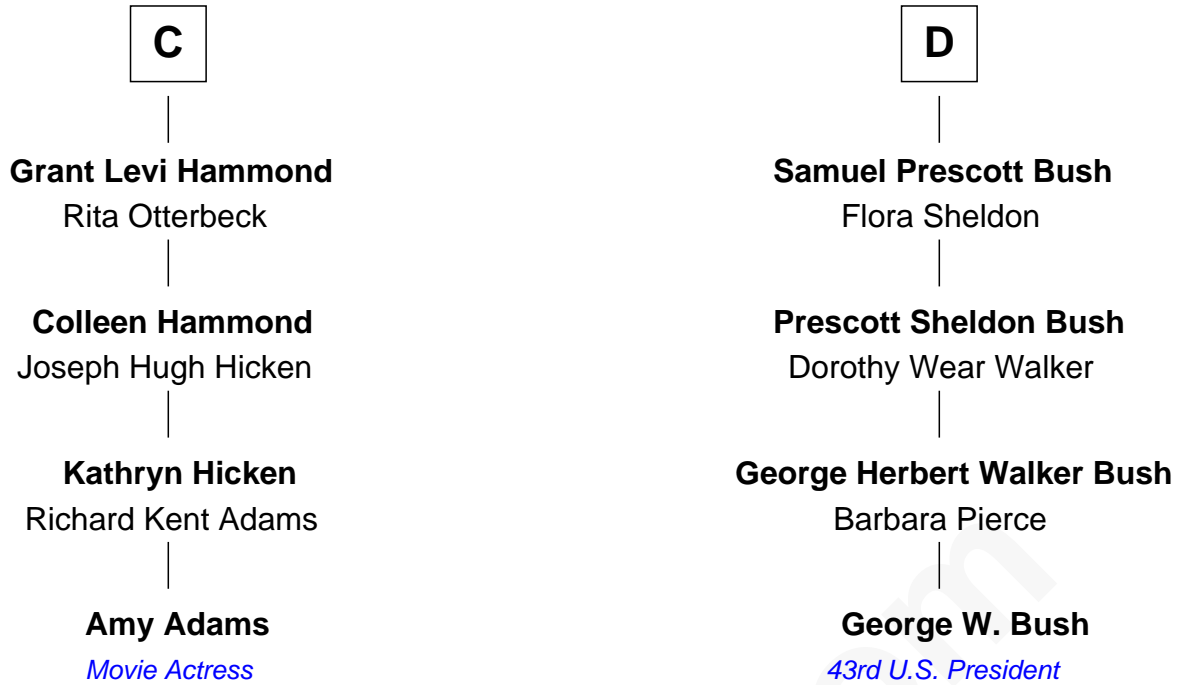 C
D
Grant Levi Hammond
Rita Otterbeck
Samuel Prescott Bush
Flora Sheldon
Colleen Hammond
Joseph Hugh Hicken
Prescott Sheldon Bush
Dorothy Wear Walker
Kathryn Hicken
Richard Kent Adams
George Herbert Walker Bush
Barbara Pierce
Amy Adams
Movie Actress
George W. Bush
43rd U.S. President